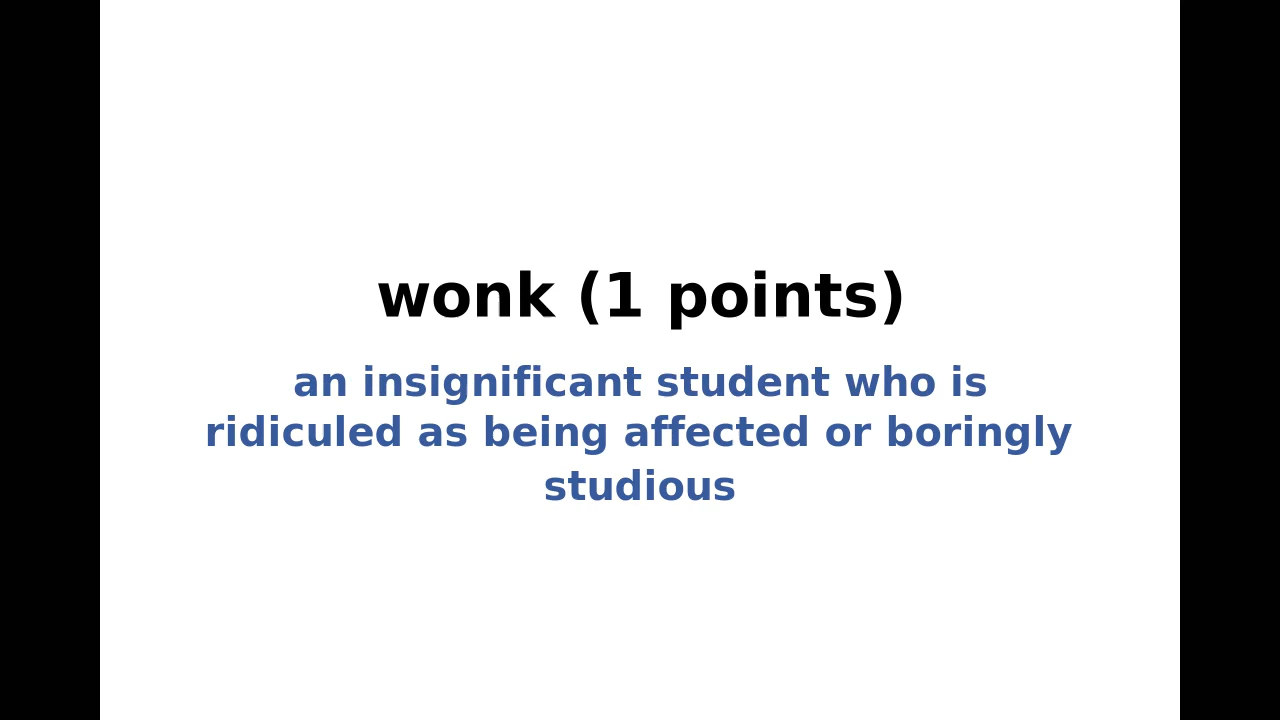 wonk (1 points)
an insignificant student who is
ridiculed as being affected or boringly
studious